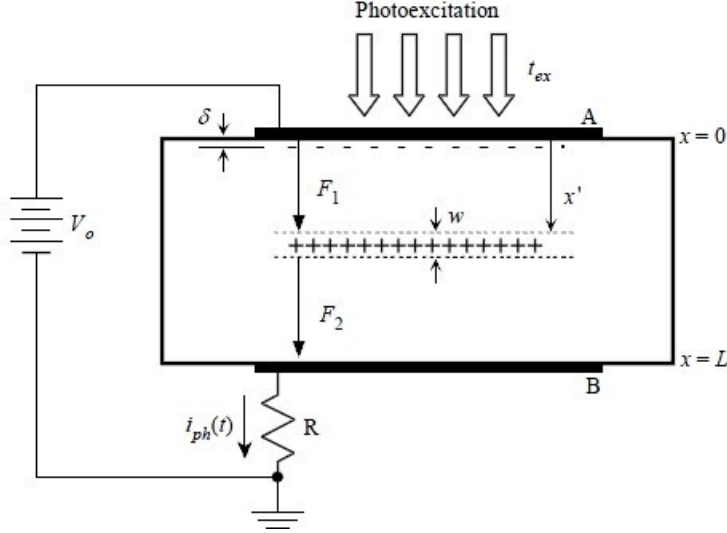 Photoexcitation
t_ex
δ
A
x = 0
F_1
x'
w
+++++++++++++++
V_o
F_2
x = L
B
i_ph(t)
R